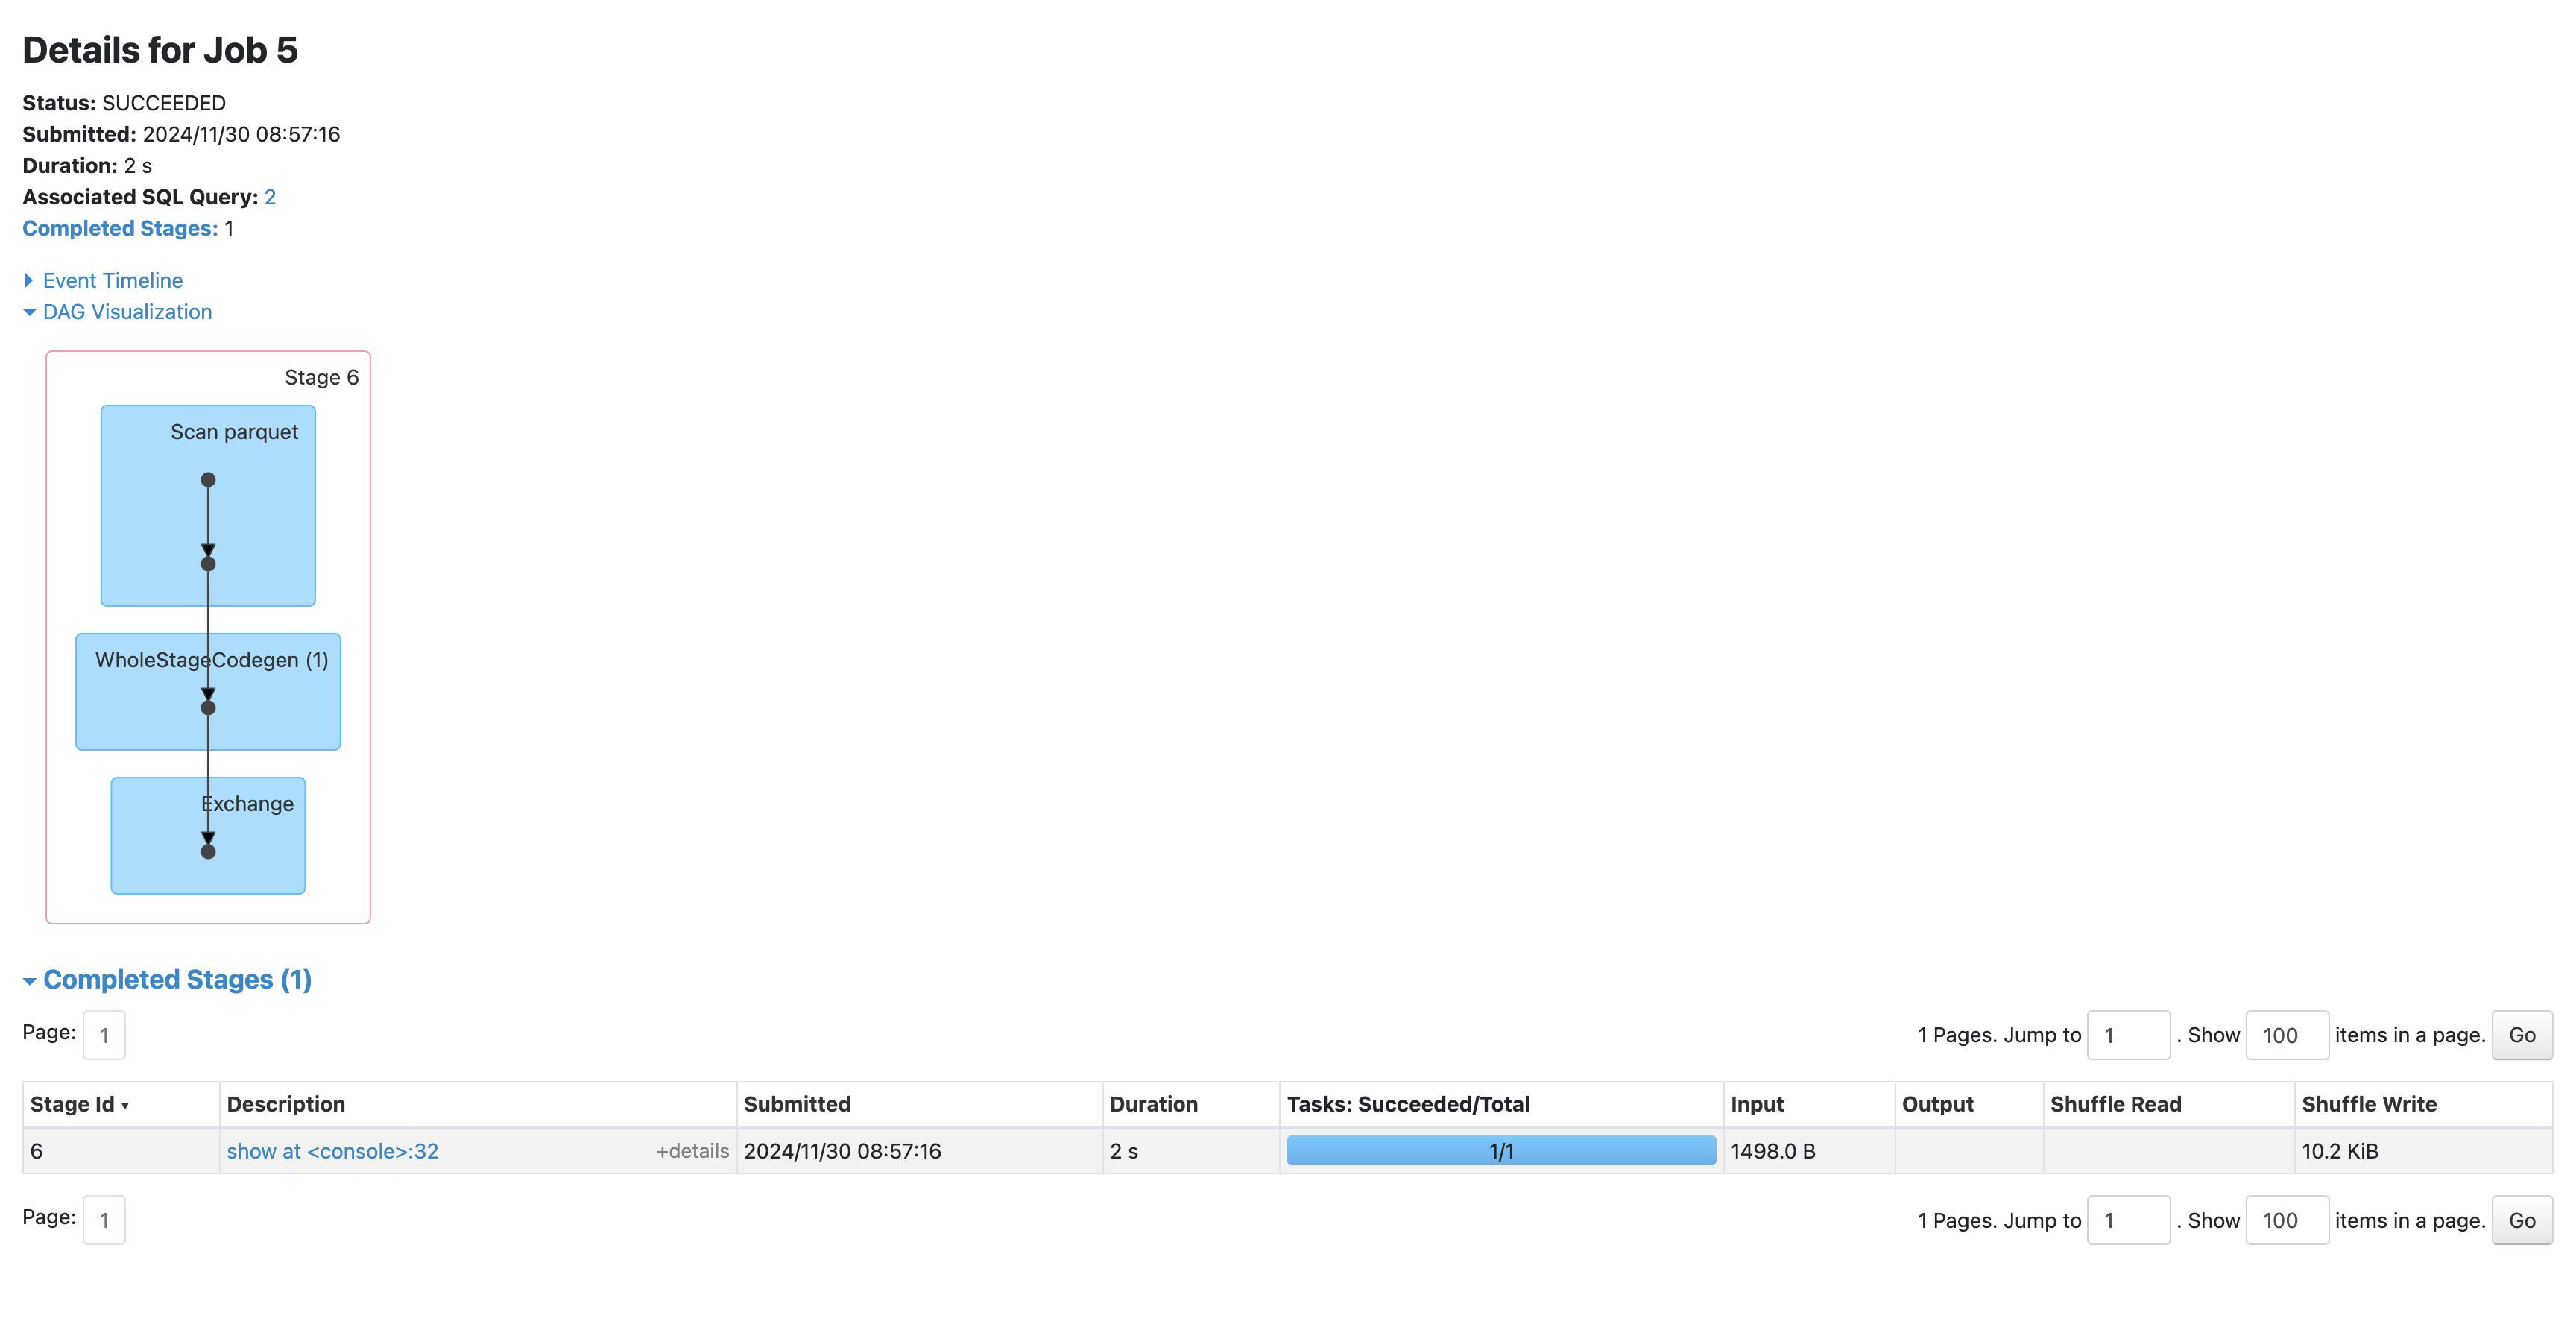 Details for Job 5
Status: SUCCEEDED
Submitted: 2024/11/30 08:57:16
Duration: 2 s
Associated SQL Query: 2
Completed Stages: 1
Event Timeline
DAG Visualization
Stage 6
Scan parquet
WholeStageCodegen (1)
Exchange
Completed Stages (1)
Page: 1 1 Pages. Jump to 1 . Show 100 items in a page. Go
Stage Id ▾ Description Submitted Duration Tasks: Succeeded/Total Input Output Shuffle Read Shuffle Write
6 show at <console>:32 +details 2024/11/30 08:57:16 2 s 1/1 1498.0 B 10.2 KiB
Page: 1 1 Pages. Jump to 1 . Show 100 items in a page. Go